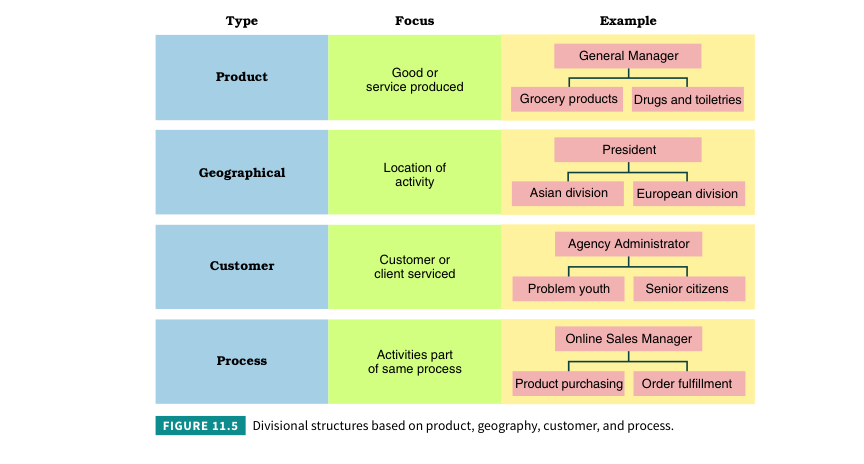 Type Focus Example
Product
Good or
service produced
General Manager
Grocery products Drugs and toiletries
Geographical
Location of
activity
President
Asian division European division
Customer
Customer or
client serviced
Agency Administrator
Problem youth Senior citizens
Process
Activities part
of same process
Online Sales Manager
Product purchasing Order fulfillment
FIGURE 11.5 Divisional structures based on product, geography, customer, and process.